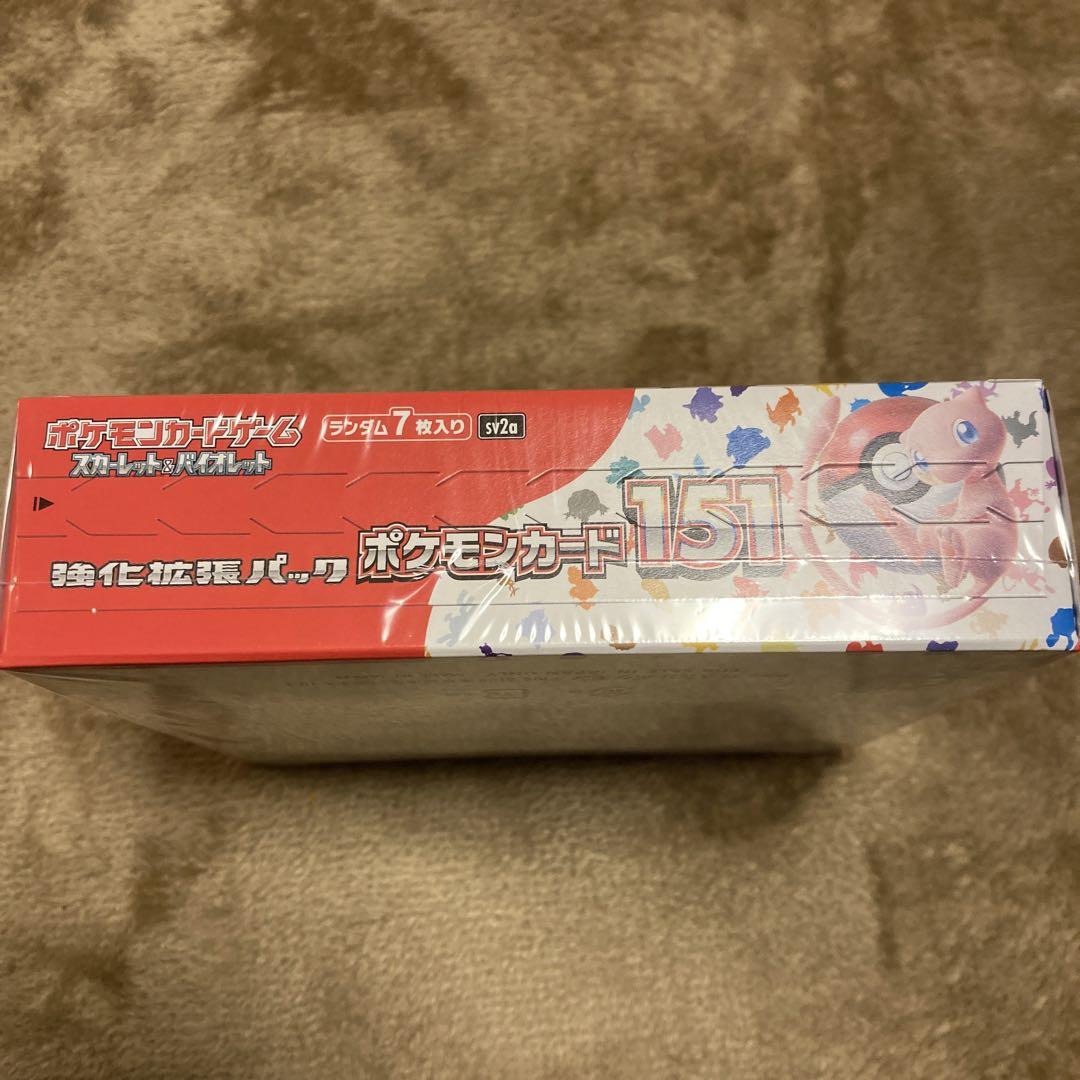 ポケモンカードゲーム
スカーレット&バイオレット
ランダム7枚入り
sv2a
強化拡張パック
ポケモンカード151